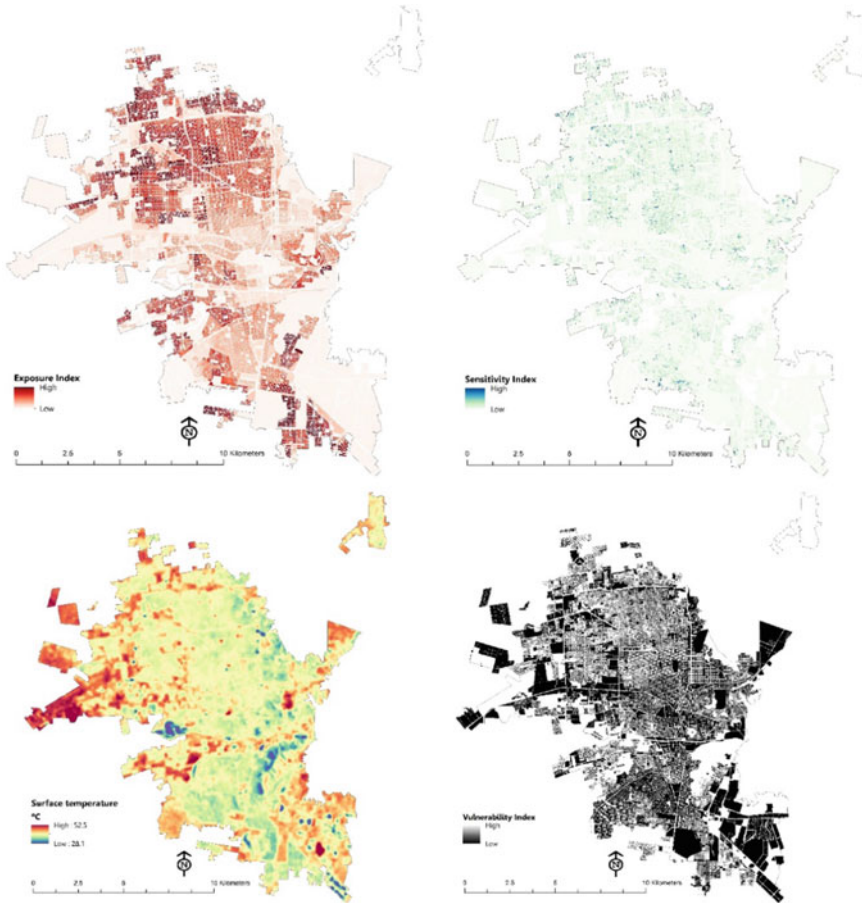 Exposure Index
High
Low
N
0 2.5 5 10 Kilometers
Sensitivity Index
High
Low
N
0 2.5 5 10 Kilometers
Surface temperature
°C
High : 52.5
Low : 28.1
N
0 2.5 5 10 Kilometers
Vulnerability Index
High
Low
N
0 2.5 5 10 Kilometers